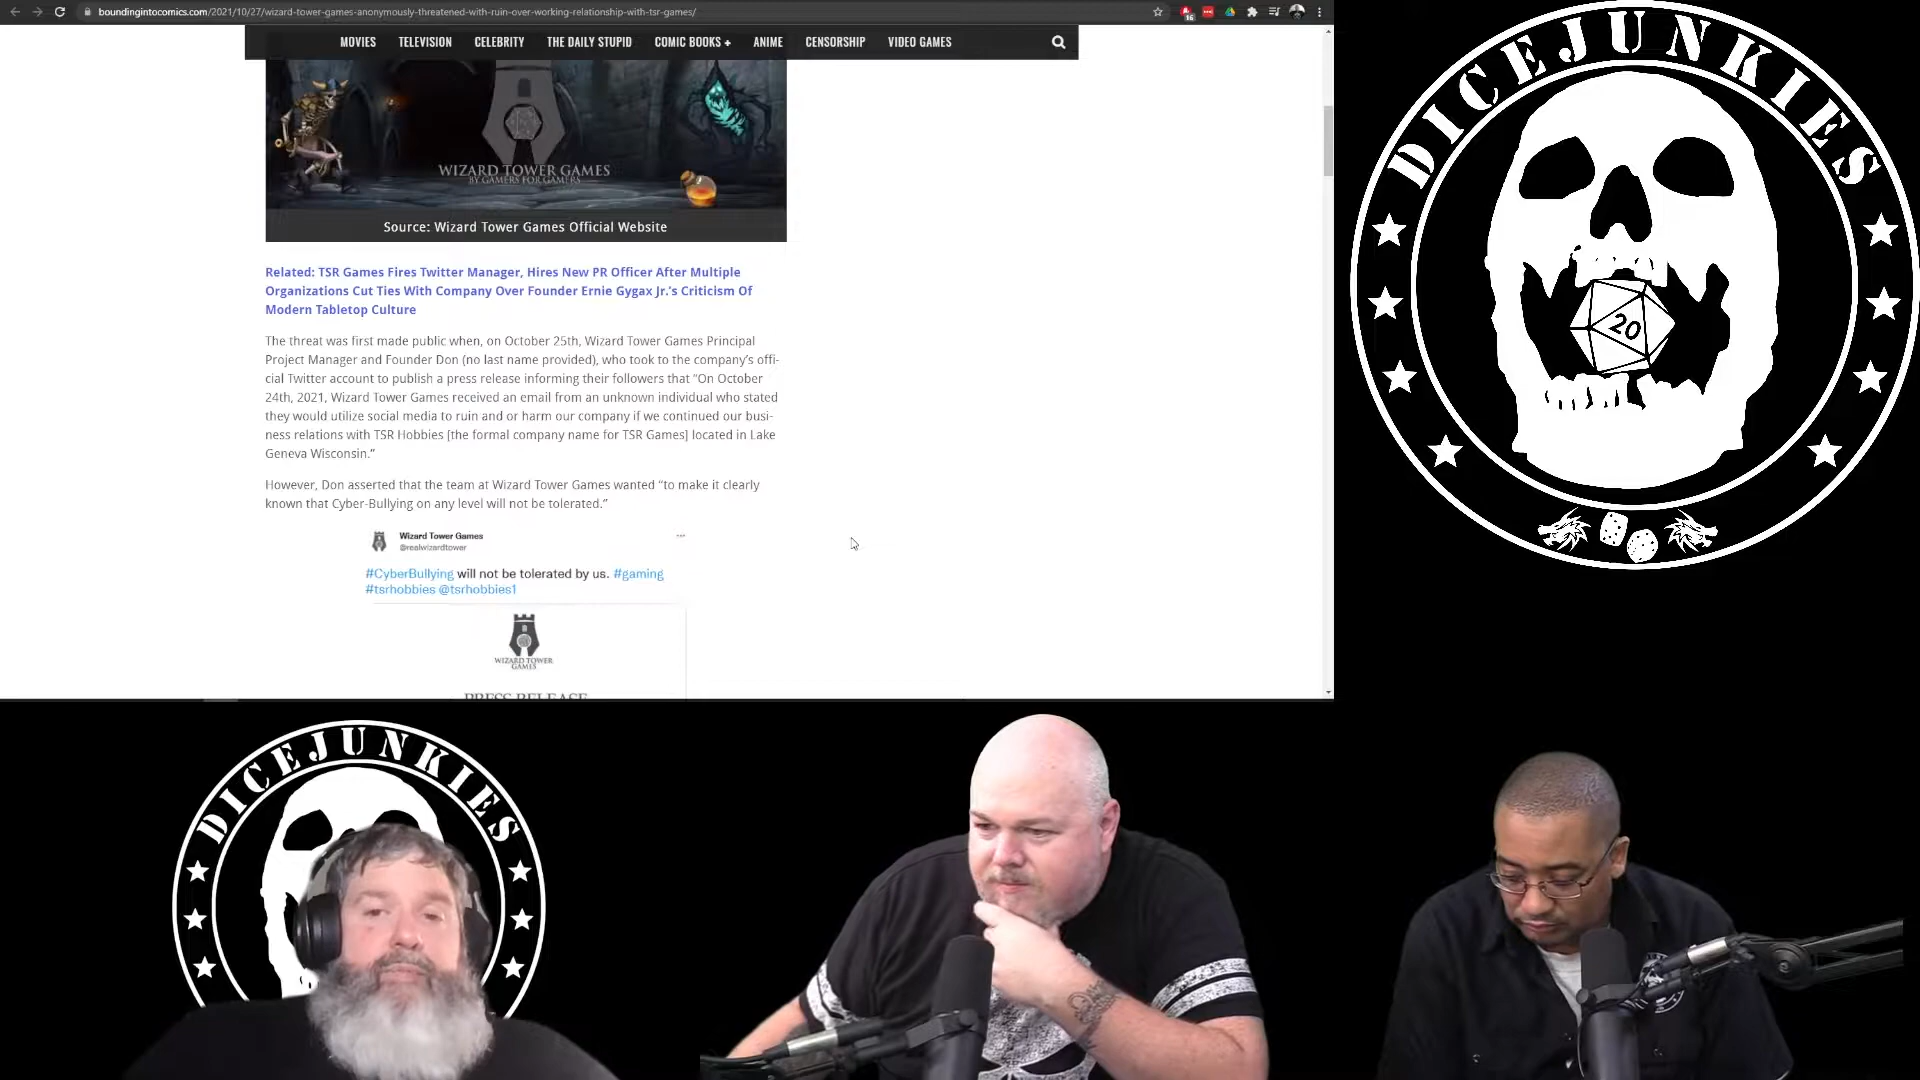 boundingintocomics.com/2021/10/27/wizard-tower-games-anonymously-threatened-with-ruin-over-working-relationship-with-tsr-games/
MOVIES TELEVISION CELEBRITY THE DAILY STUPID COMIC BOOKS + ANIME CENSORSHIP VIDEO GAMES
WIZARD TOWER GAMES
BY GAMERS FOR GAMERS
Source: Wizard Tower Games Official Website
Related: TSR Games Fires Twitter Manager, Hires New PR Officer After Multiple
Organizations Cut Ties With Company Over Founder Ernie Gygax Jr.’s Criticism Of
Modern Tabletop Culture
The threat was first made public when, on October 25th, Wizard Tower Games Principal
Project Manager and Founder Don (no last name provided), who took to the company’s offi-
cial Twitter account to publish a press release informing their followers that “On October
24th, 2021, Wizard Tower Games received an email from an unknown individual who stated
they would utilize social media to ruin and or harm our company if we continued our busi-
ness relations with TSR Hobbies [the formal company name for TSR Games] located in Lake
Geneva Wisconsin.”
However, Don asserted that the team at Wizard Tower Games wanted “to make it clearly
known that Cyber-Bullying on any level will not be tolerated.”
Wizard Tower Games
@realwizardtower
#CyberBullying will not be tolerated by us. #gaming
#tsrhobbies @tsrhobbies1
WIZARD TOWER
GAMES
PRESS RELEASE
DICEJUNKIES
20
DICEJUNKIES